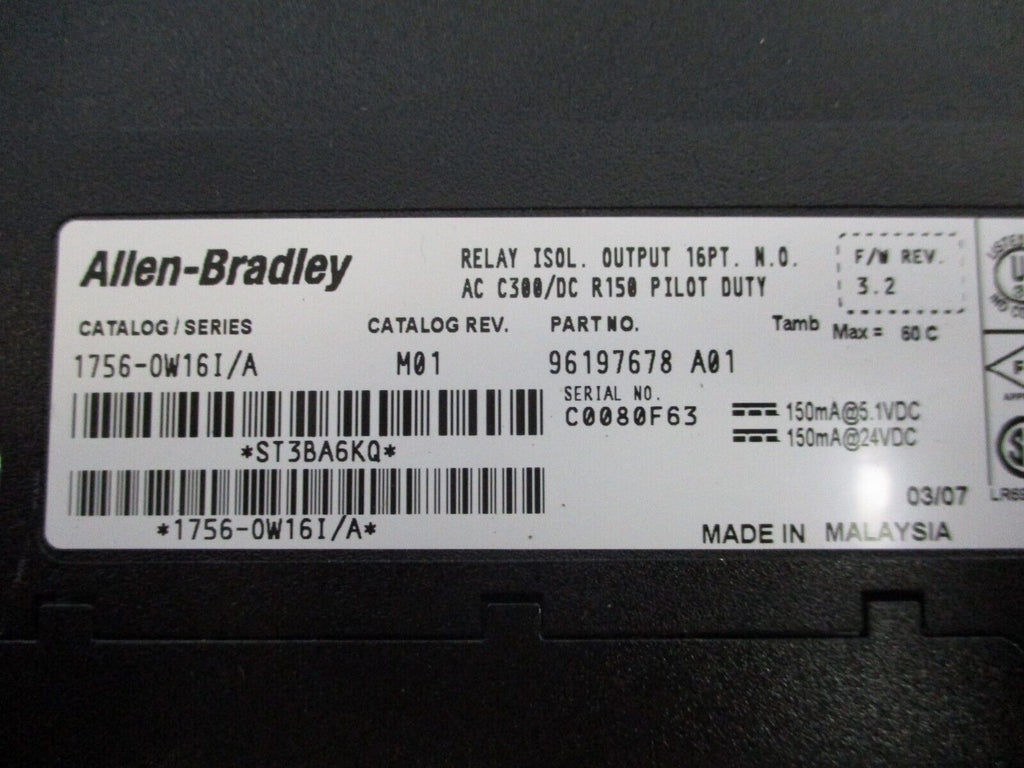 Allen-Bradley
RELAY ISOL. OUTPUT 16PT. N.O.
AC C300/DC R150 PILOT DUTY
F/W REV.
3.2
CATALOG/SERIES
CATALOG REV.
PART NO.
Tamb Max = 60 C
1756-OW16I/A
M01
96197678 A01
SERIAL NO.
C0080F63
150mA@5.1VDC
150mA@24VDC
*ST3BA6KQ*
03/07
*1756-OW16I/A*
MADE IN MALAYSIA